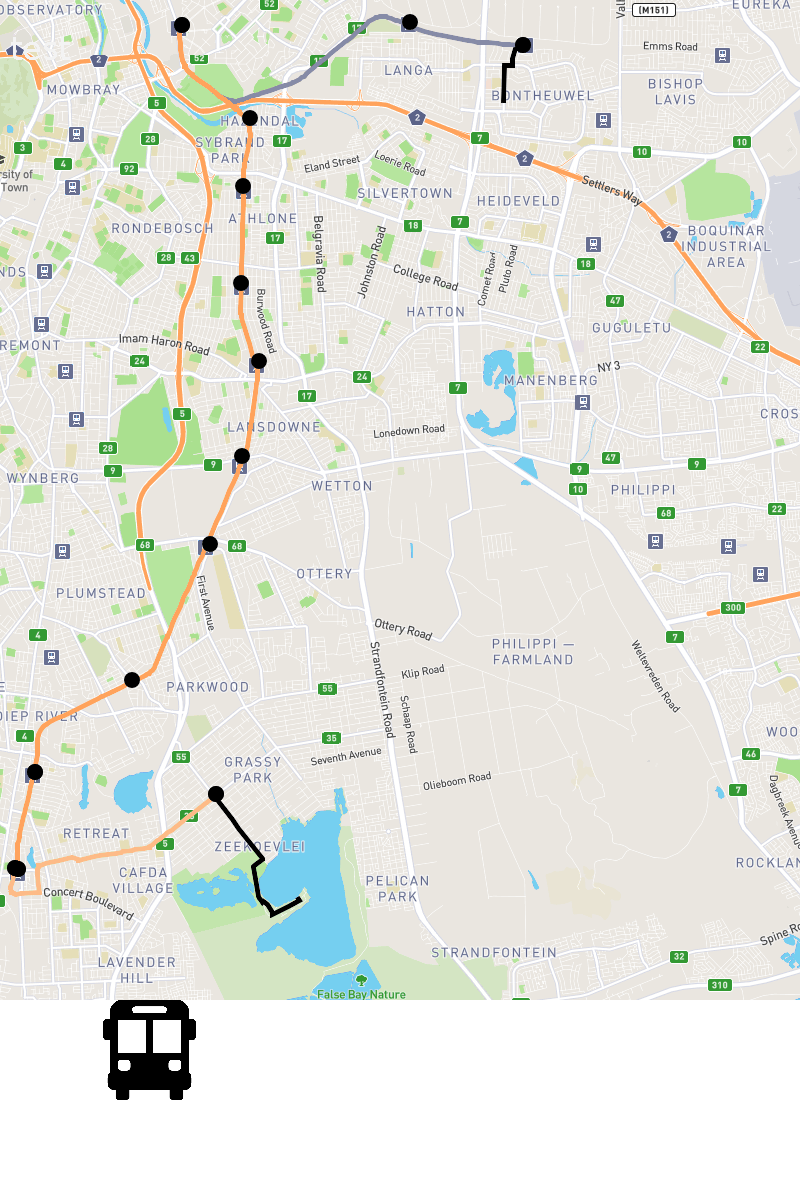 OBSERVATORY
52
17
Vall
(M151)
EUREKA
Emms Road
2
52
17
LANGA
MOWBRAY
5
BONTHEUWEL
BISHOP
LAVIS
HAZENDAL
2
28
SYBRAND
PARK
17
7
10
10
3
4
92
Eland Street
Loerie Road
2
ersity of
Town
SILVERTOWN
Settlers Way
HEIDEVELD
RONDEBOSCH
ATHLONE
17
Belgravia Road
18
7
2
BOQUINAR
INDUSTRIAL
AREA
28
43
Johnston Road
College Road
Comet Road
Pluto Road
18
NDS
47
Burwood Road
HATTON
GUGULETU
REMONT
Imam Haron Road
22
24
24
NY 3
7
MANENBERG
17
5
CROS
LANSDOWNE
Lonedown Road
28
9
9
47
9
9
WYNBERG
WETTON
10
PHILIPPI
68
22
68
68
OTTERY
PLUMSTEAD
First Avenue
300
4
Ottery Road
7
PHILIPPI —
FARMLAND
Strandfontein Road
Klip Road
Weltevreden Road
PARKWOOD
55
DIEP RIVER
Schaap Road
4
35
WOO
55
Seventh Avenue
46
GRASSY
PARK
Olieboom Road
7
Dagbreek Avenue
RETREAT
5
ZEEKOEVLEI
ROCKLAN
CAFDA
VILLAGE
PELICAN
PARK
Concert Boulevard
Spine Ro
STRANDFONTEIN
32
LAVENDER
HILL
310
False Bay Nature